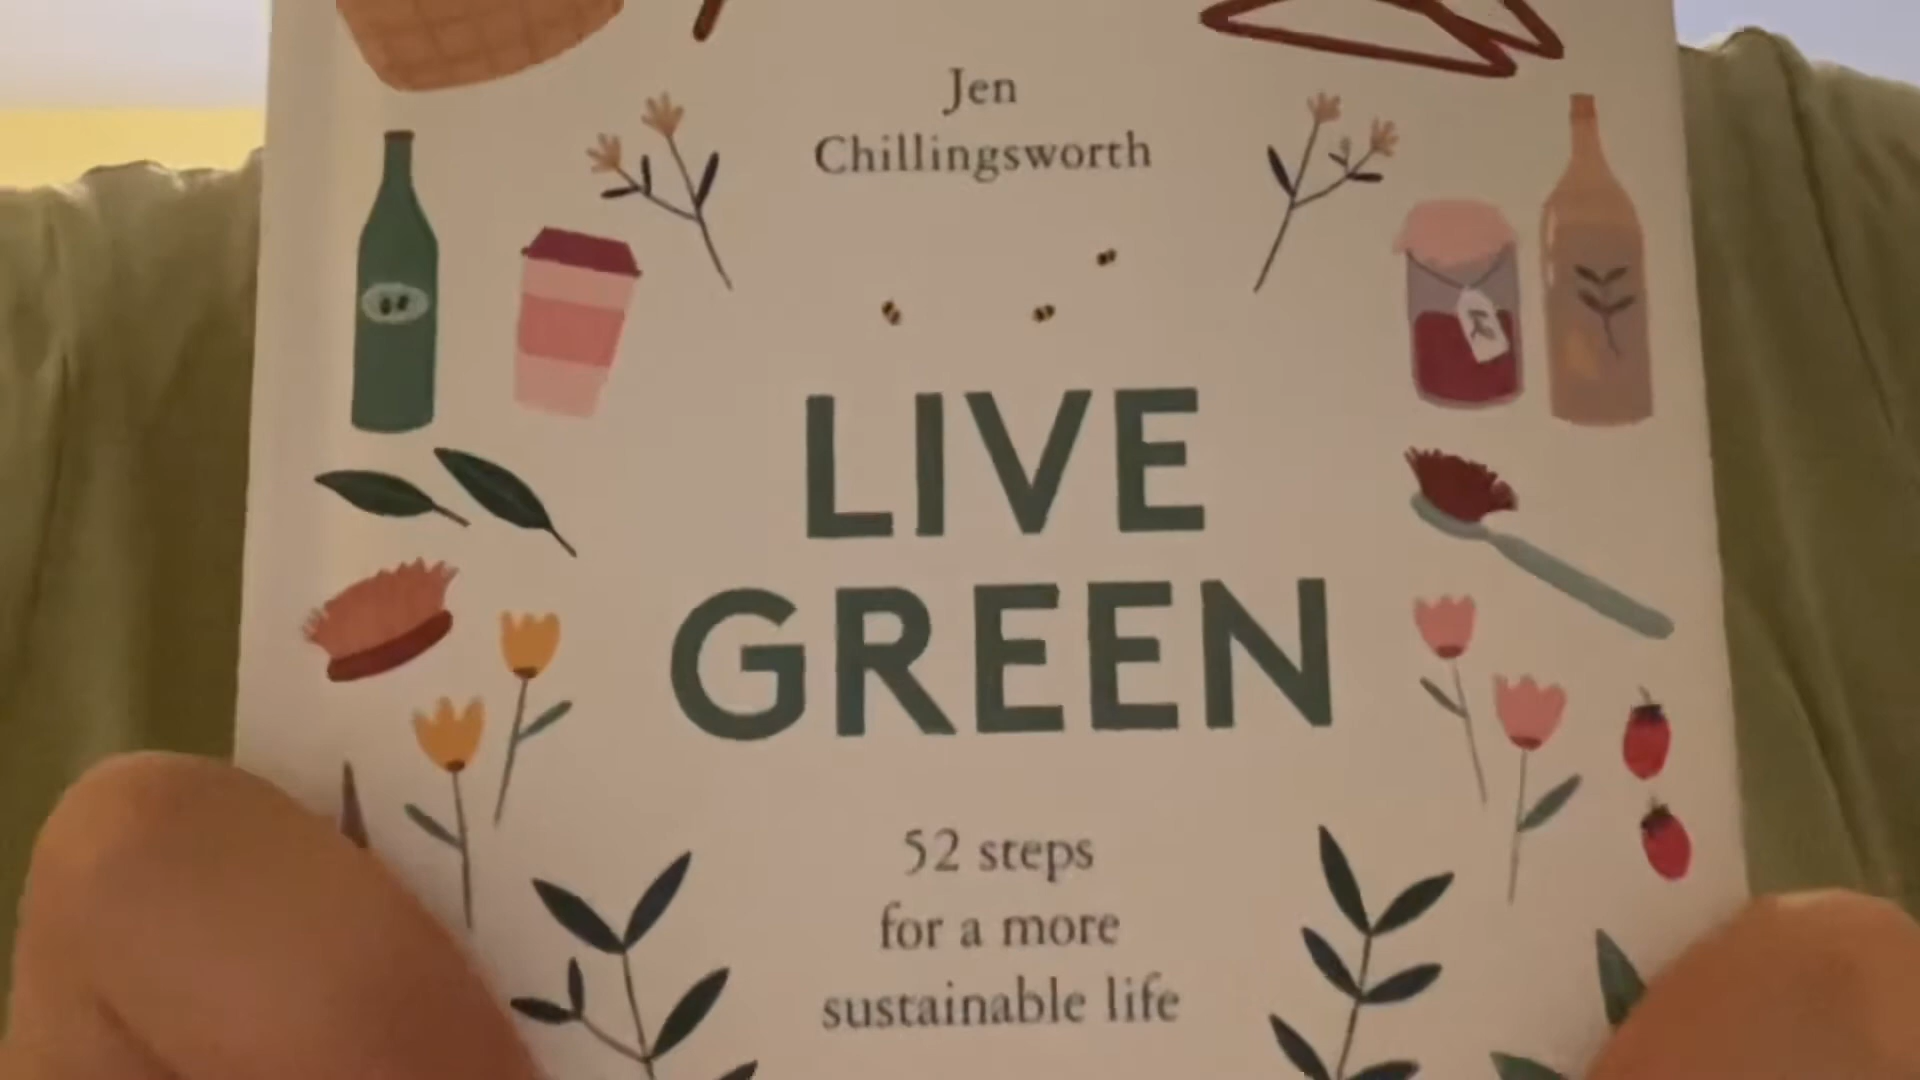 Jen
Chillingsworth
LIVE
GREEN
52 steps
for a more
sustainable life